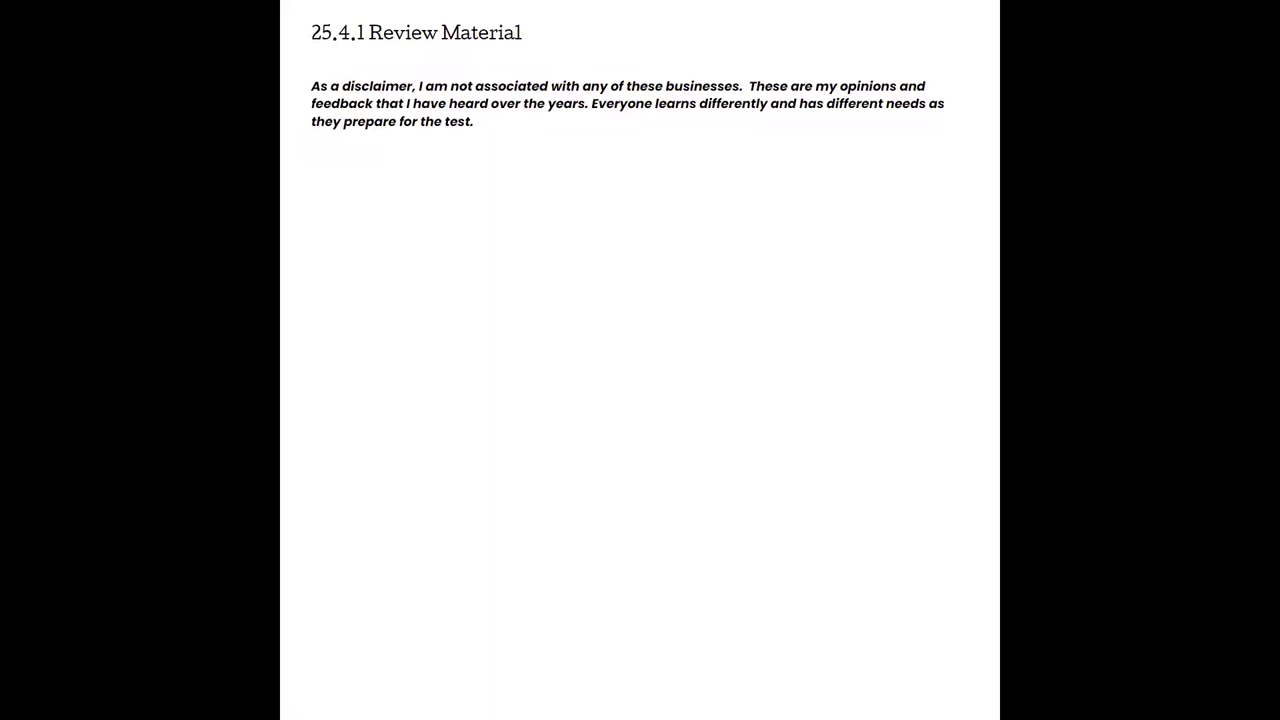 25.4.1 Review Material
As a disclaimer, I am not associated with any of these businesses.  These are my opinions and
feedback that I have heard over the years. Everyone learns differently and has different needs as
they prepare for the test.